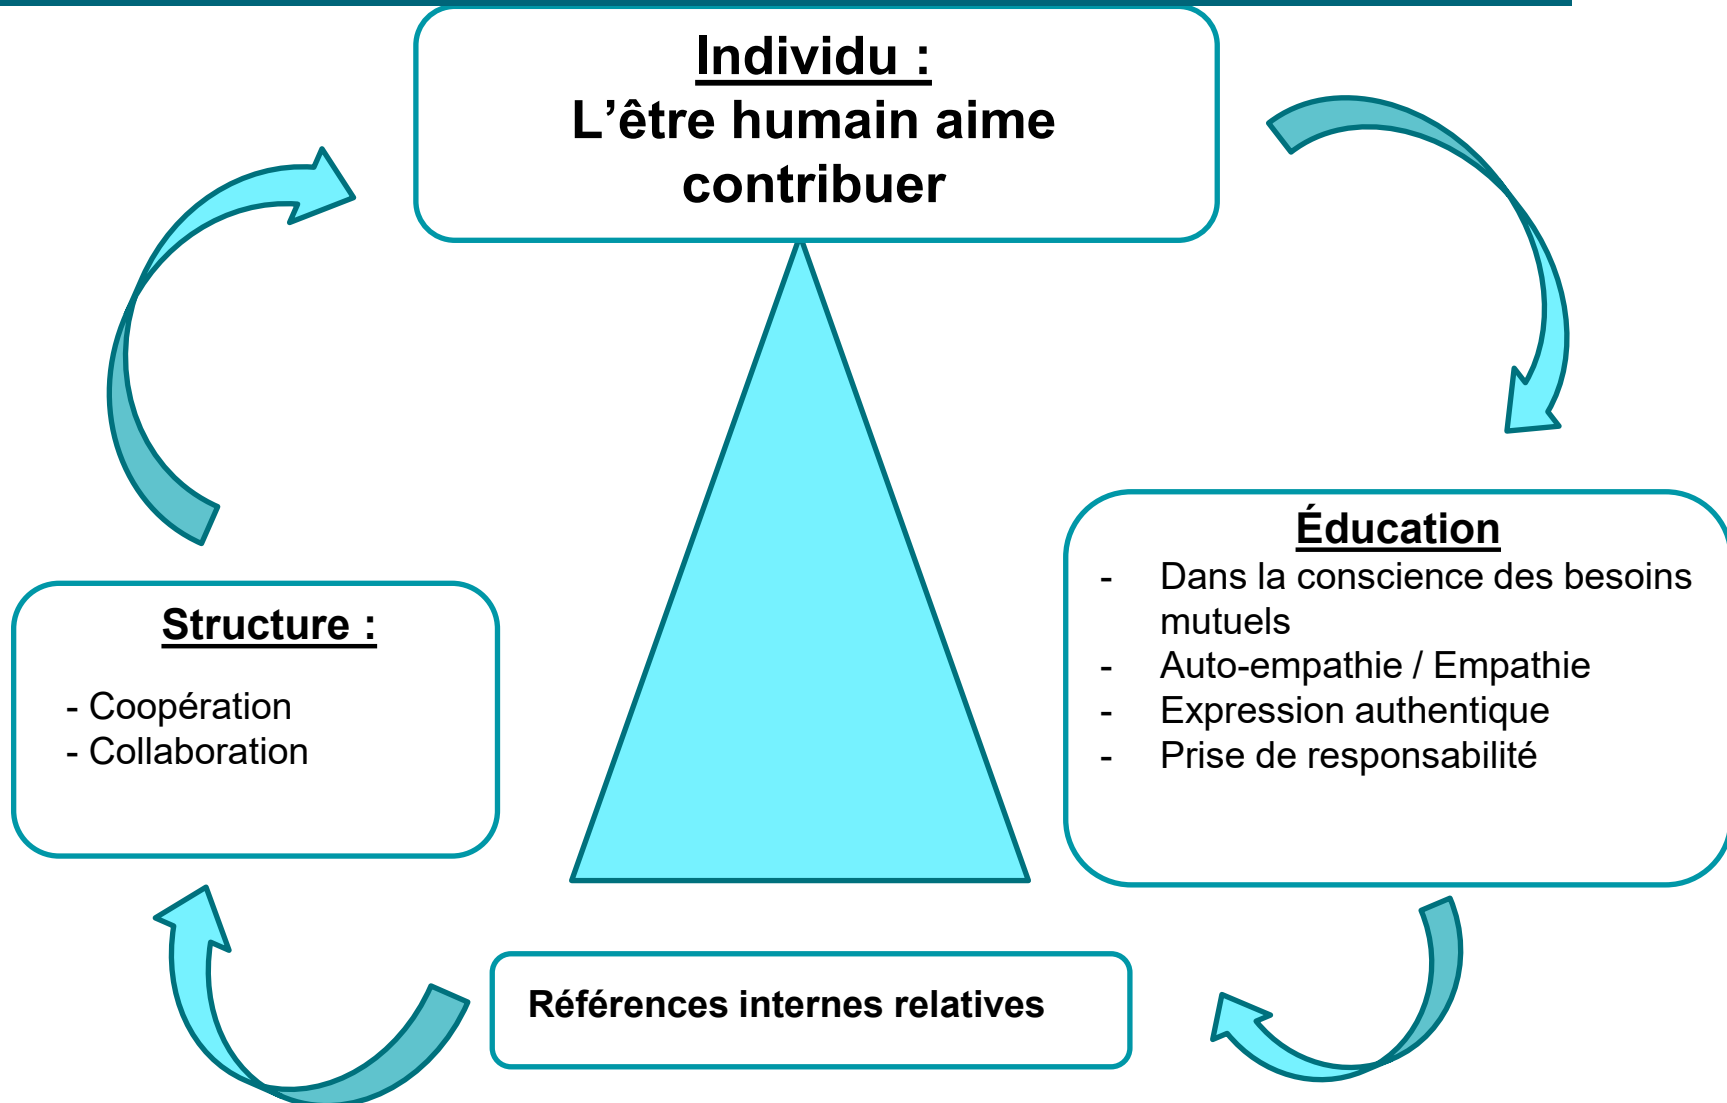 Individu :
L’être humain aime
contribuer
Éducation
- Dans la conscience des besoins
mutuels
- Auto-empathie / Empathie
- Expression authentique
- Prise de responsabilité
Structure :
- Coopération
- Collaboration
Références internes relatives